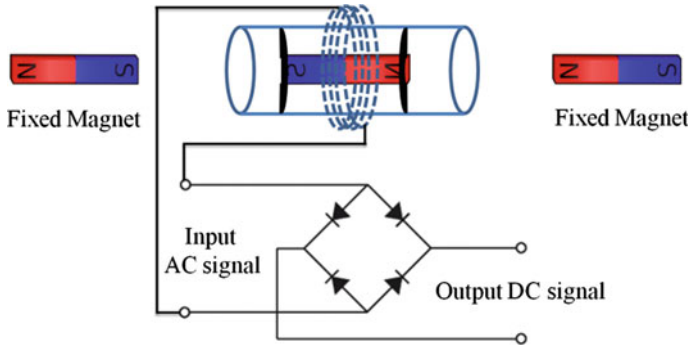 N S
Fixed Magnet
S N
N S
Fixed Magnet
Input
AC signal
Output DC signal